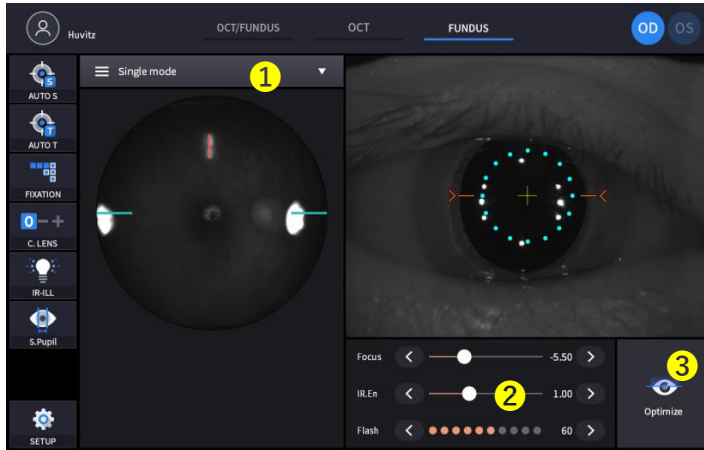 Huvitz
OCT/FUNDUS
OCT
FUNDUS
OD
OS
S
AUTO S
T
AUTO T
FIXATION
0 - +
C. LENS
IR-ILL
S.Pupil
SETUP
Single mode
1
Focus
-5.50
IR.En
2
1.00
Flash
60
3
Optimize